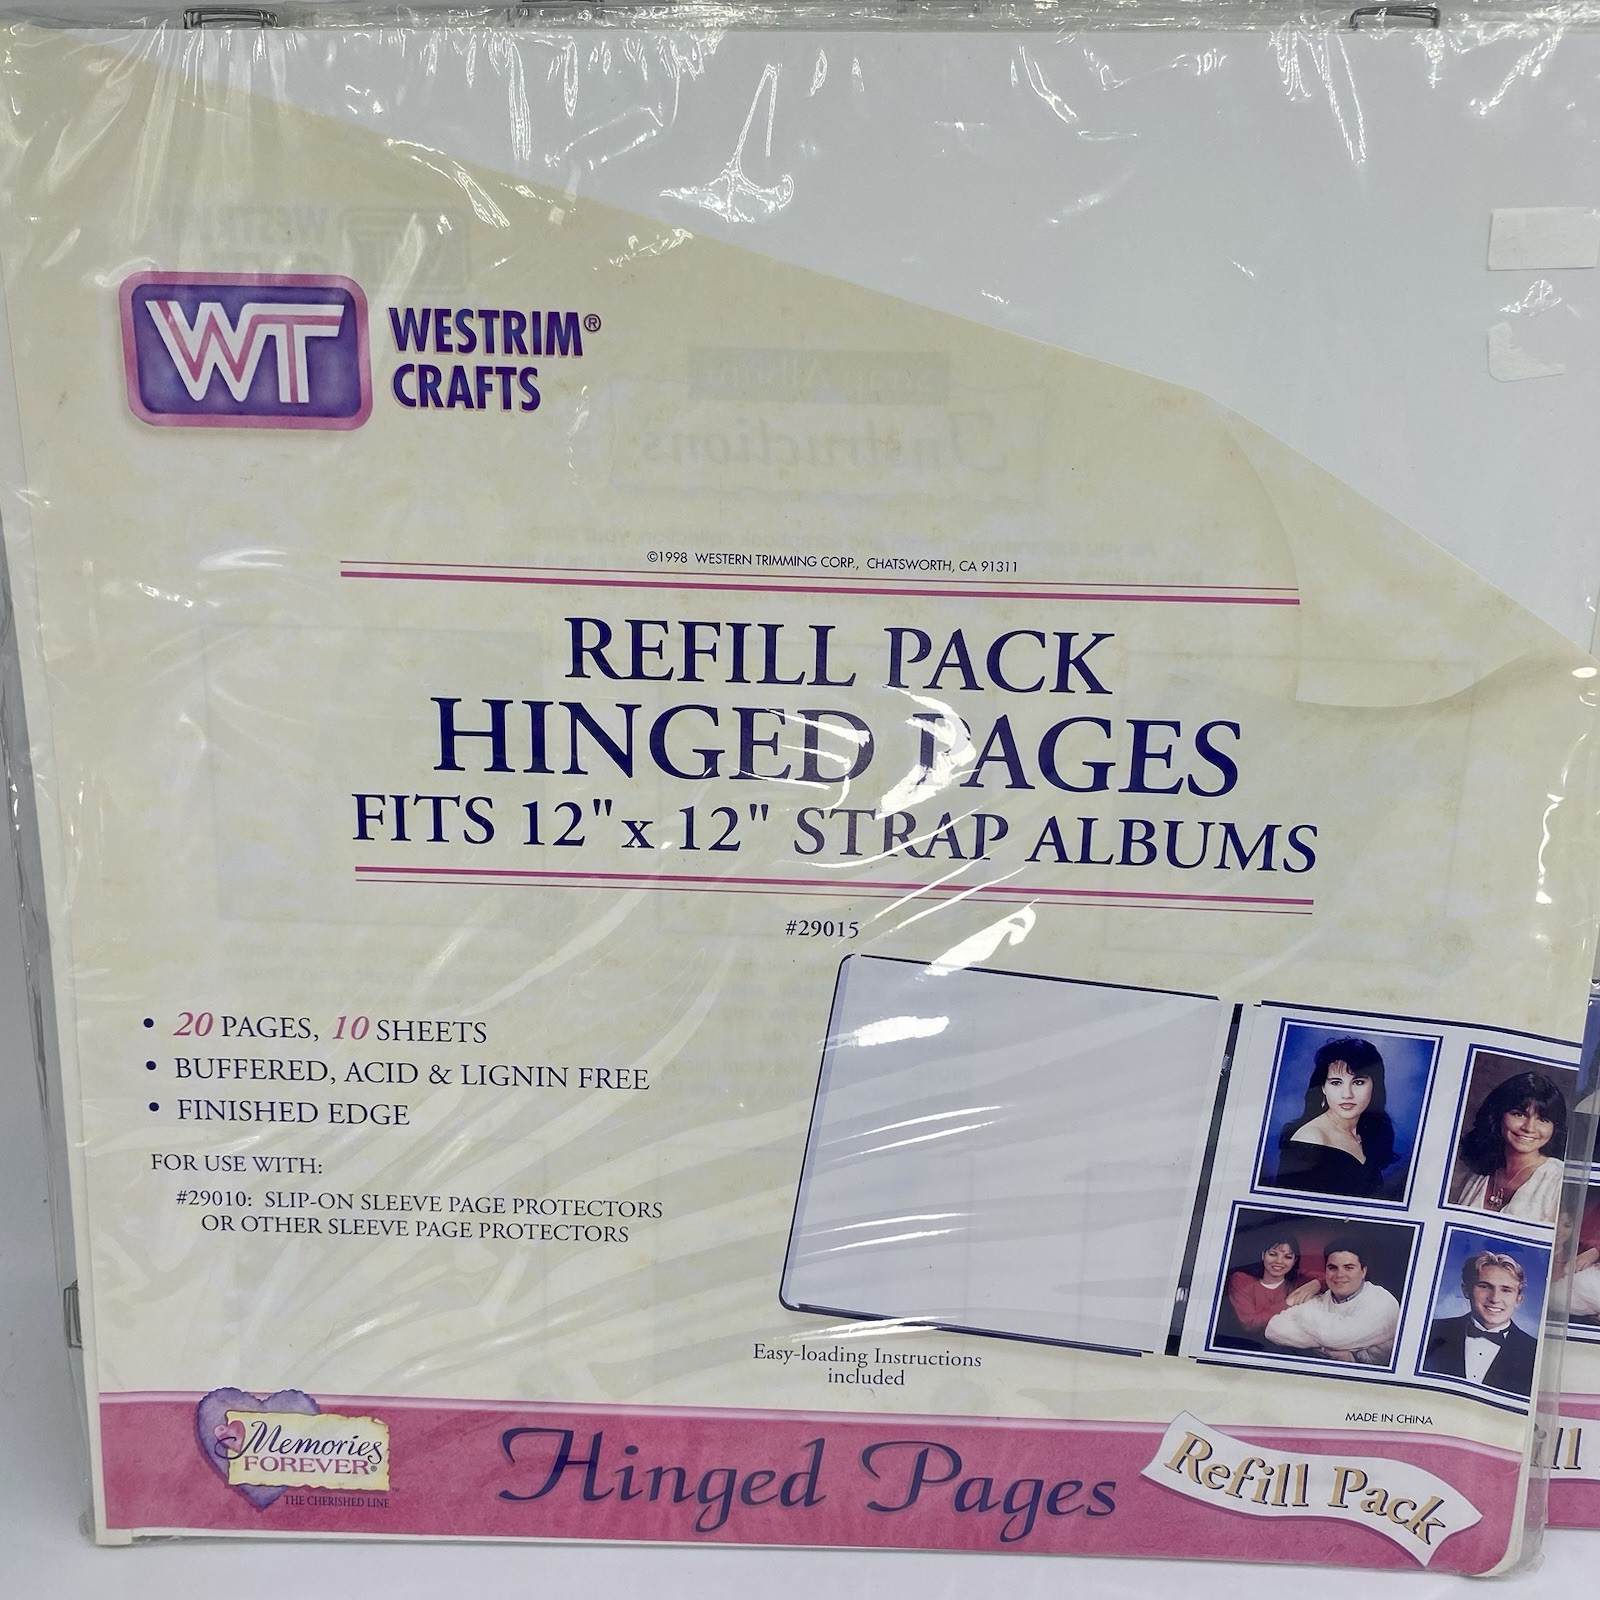 WT
WESTRIM®
CRAFTS
Instructions
©1998 WESTERN TRIMMING CORP., CHATSWORTH, CA 91311
REFILL PACK
HINGED PAGES
FITS 12" x 12" STRAP ALBUMS
#29015
• 20 PAGES, 10 SHEETS
• BUFFERED, ACID & LIGNIN FREE
• FINISHED EDGE
FOR USE WITH:
#29010: SLIP-ON SLEEVE PAGE PROTECTORS
OR OTHER SLEEVE PAGE PROTECTORS
Easy-loading Instructions
included
MADE IN CHINA
Memories
FOREVER®
THE CHERISHED LINE™
Hinged Pages
Refill Pack
ill